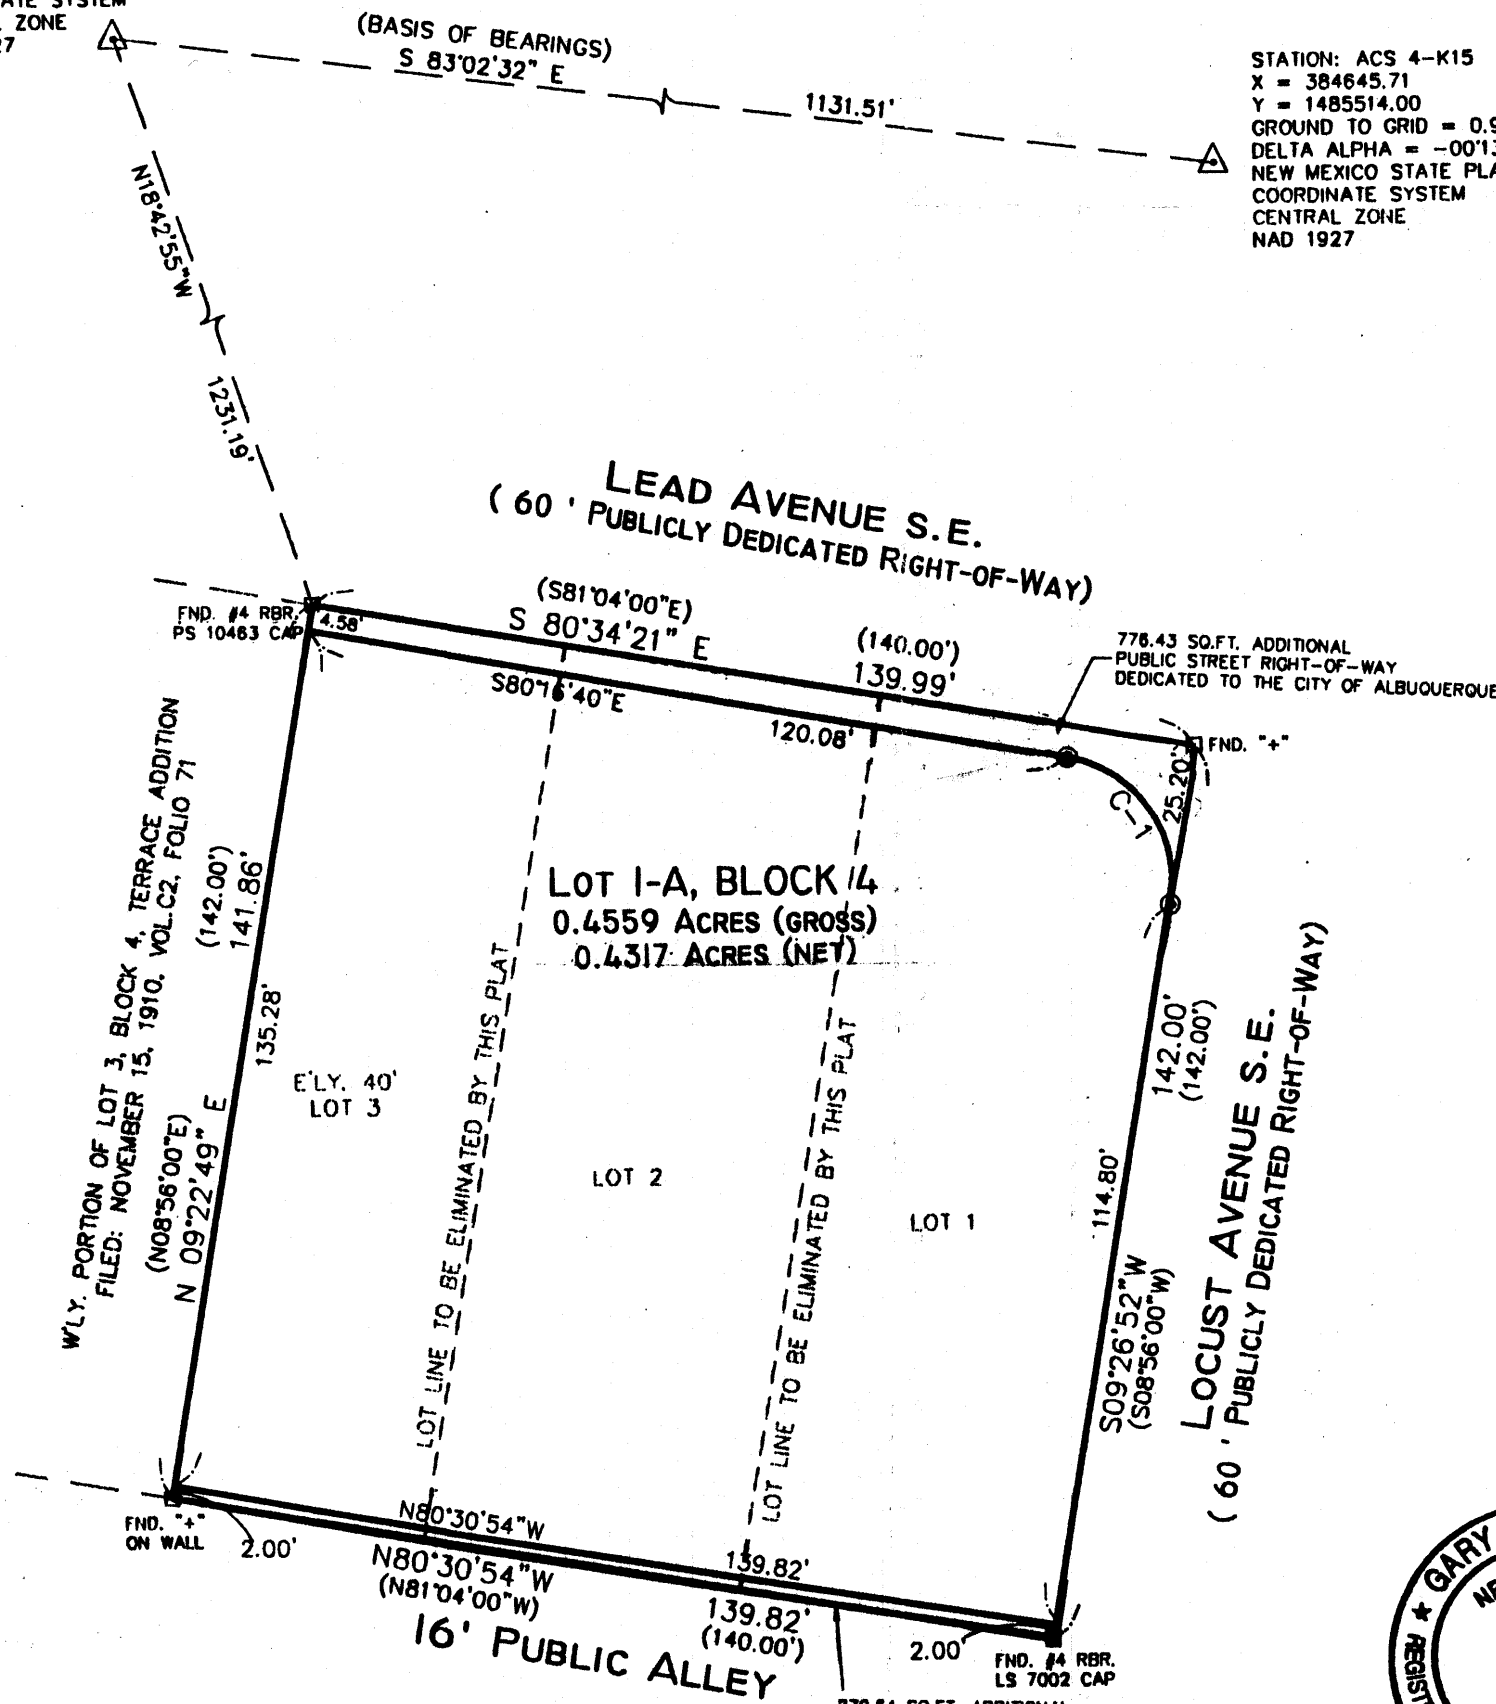 ZONE
(BASIS OF BEARINGS)
S 83°02'32" E
1131.51'
STATION: ACS 4-K15
X = 384645.71
Y = 1485514.00
GROUND TO GRID = 0.9
DELTA ALPHA = -00°13
NEW MEXICO STATE PLA
COORDINATE SYSTEM
CENTRAL ZONE
NAD 1927
N18°42'55"W
1231.19'
LEAD AVENUE S.E.
( 60 ' PUBLICLY DEDICATED RIGHT-OF-WAY)
FND. #4 RBR.
PS 10463 CAP
4.58'
(S81°04'00"E)
S 80°34'21" E
(140.00')
139.99'
S80°16'40"E
120.08'
776.43 SQ.FT. ADDITIONAL
PUBLIC STREET RIGHT-OF-WAY
DEDICATED TO THE CITY OF ALBUQUERQUE
FND. "+"
25.20'
C-1
W'LY. PORTION OF LOT 3, BLOCK 4, TERRACE ADDITION
FILED: NOVEMBER 15, 1910, VOL.C2, FOLIO 71
(142.00')
141.86'
(N08°56'00"E)
N 09°22'49" E
135.28'
LOT 1-A, BLOCK 4
0.4559 ACRES (GROSS)
0.4317 ACRES (NET)
E'LY. 40'
LOT 3
LOT LINE TO BE ELIMINATED BY THIS PLAT
LOT 2
LOT LINE TO BE ELIMINATED BY THIS PLAT
LOT 1
142.00'
(142.00')
114.80'
S09°26'52"W
(S08°56'00"W)
LOCUST AVENUE S.E.
( 60 ' PUBLICLY DEDICATED RIGHT-OF-WAY)
FND. "+"
ON WALL
2.00'
N80°30'54"W
N80°30'54"W
(N81°04'00"W)
139.82'
139.82'
(140.00')
16' PUBLIC ALLEY
2.00'
FND. #4 RBR.
LS 7002 CAP
★ GARY
REGIST